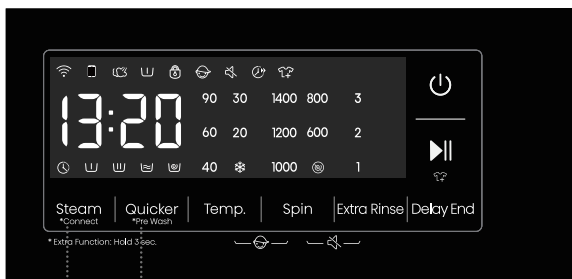 90 30 1400 800 3
13:20
60 20 1200 600 2
40 1000 1
Steam Quicker Temp. Spin Extra Rinse Delay End
*Connect *Pre Wash
*Extra Function: Hold 3 sec.